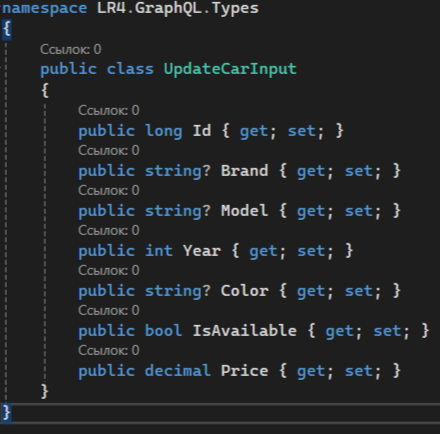 namespace LR4.GraphQL.Types
{
Ссылок: 0
public class UpdateCarInput
{
Ссылок: 0
public long Id { get; set; }
Ссылок: 0
public string? Brand { get; set; }
Ссылок: 0
public string? Model { get; set; }
Ссылок: 0
public int Year { get; set; }
Ссылок: 0
public string? Color { get; set; }
Ссылок: 0
public bool IsAvailable { get; set; }
Ссылок: 0
public decimal Price { get; set; }
}
}